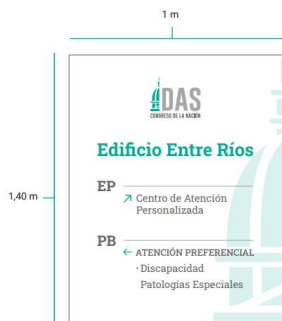 1 m
DAS
CONGRESO DE LA NACIÓN
Edificio Entre Ríos
EP
↗ Centro de Atención
Personalizada
1,40 m
PB
← ATENCIÓN PREFERENCIAL
· Discapacidad
Patologías Especiales